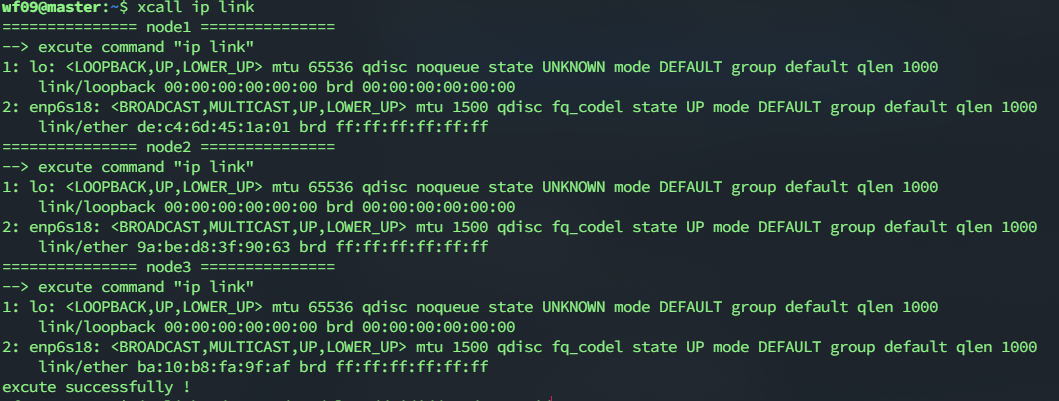 wf09@master:~$ xcall ip link
=============== node1 ===============
--> excute command "ip link"
1: lo: <LOOPBACK,UP,LOWER_UP> mtu 65536 qdisc noqueue state UNKNOWN mode DEFAULT group default qlen 1000
    link/loopback 00:00:00:00:00:00 brd 00:00:00:00:00:00
2: enp6s18: <BROADCAST,MULTICAST,UP,LOWER_UP> mtu 1500 qdisc fq_codel state UP mode DEFAULT group default qlen 1000
    link/ether de:c4:6d:45:1a:01 brd ff:ff:ff:ff:ff:ff
=============== node2 ===============
--> excute command "ip link"
1: lo: <LOOPBACK,UP,LOWER_UP> mtu 65536 qdisc noqueue state UNKNOWN mode DEFAULT group default qlen 1000
    link/loopback 00:00:00:00:00:00 brd 00:00:00:00:00:00
2: enp6s18: <BROADCAST,MULTICAST,UP,LOWER_UP> mtu 1500 qdisc fq_codel state UP mode DEFAULT group default qlen 1000
    link/ether 9a:be:d8:3f:90:63 brd ff:ff:ff:ff:ff:ff
=============== node3 ===============
--> excute command "ip link"
1: lo: <LOOPBACK,UP,LOWER_UP> mtu 65536 qdisc noqueue state UNKNOWN mode DEFAULT group default qlen 1000
    link/loopback 00:00:00:00:00:00 brd 00:00:00:00:00:00
2: enp6s18: <BROADCAST,MULTICAST,UP,LOWER_UP> mtu 1500 qdisc fq_codel state UP mode DEFAULT group default qlen 1000
    link/ether ba:10:b8:fa:9f:af brd ff:ff:ff:ff:ff:ff
excute successfully !